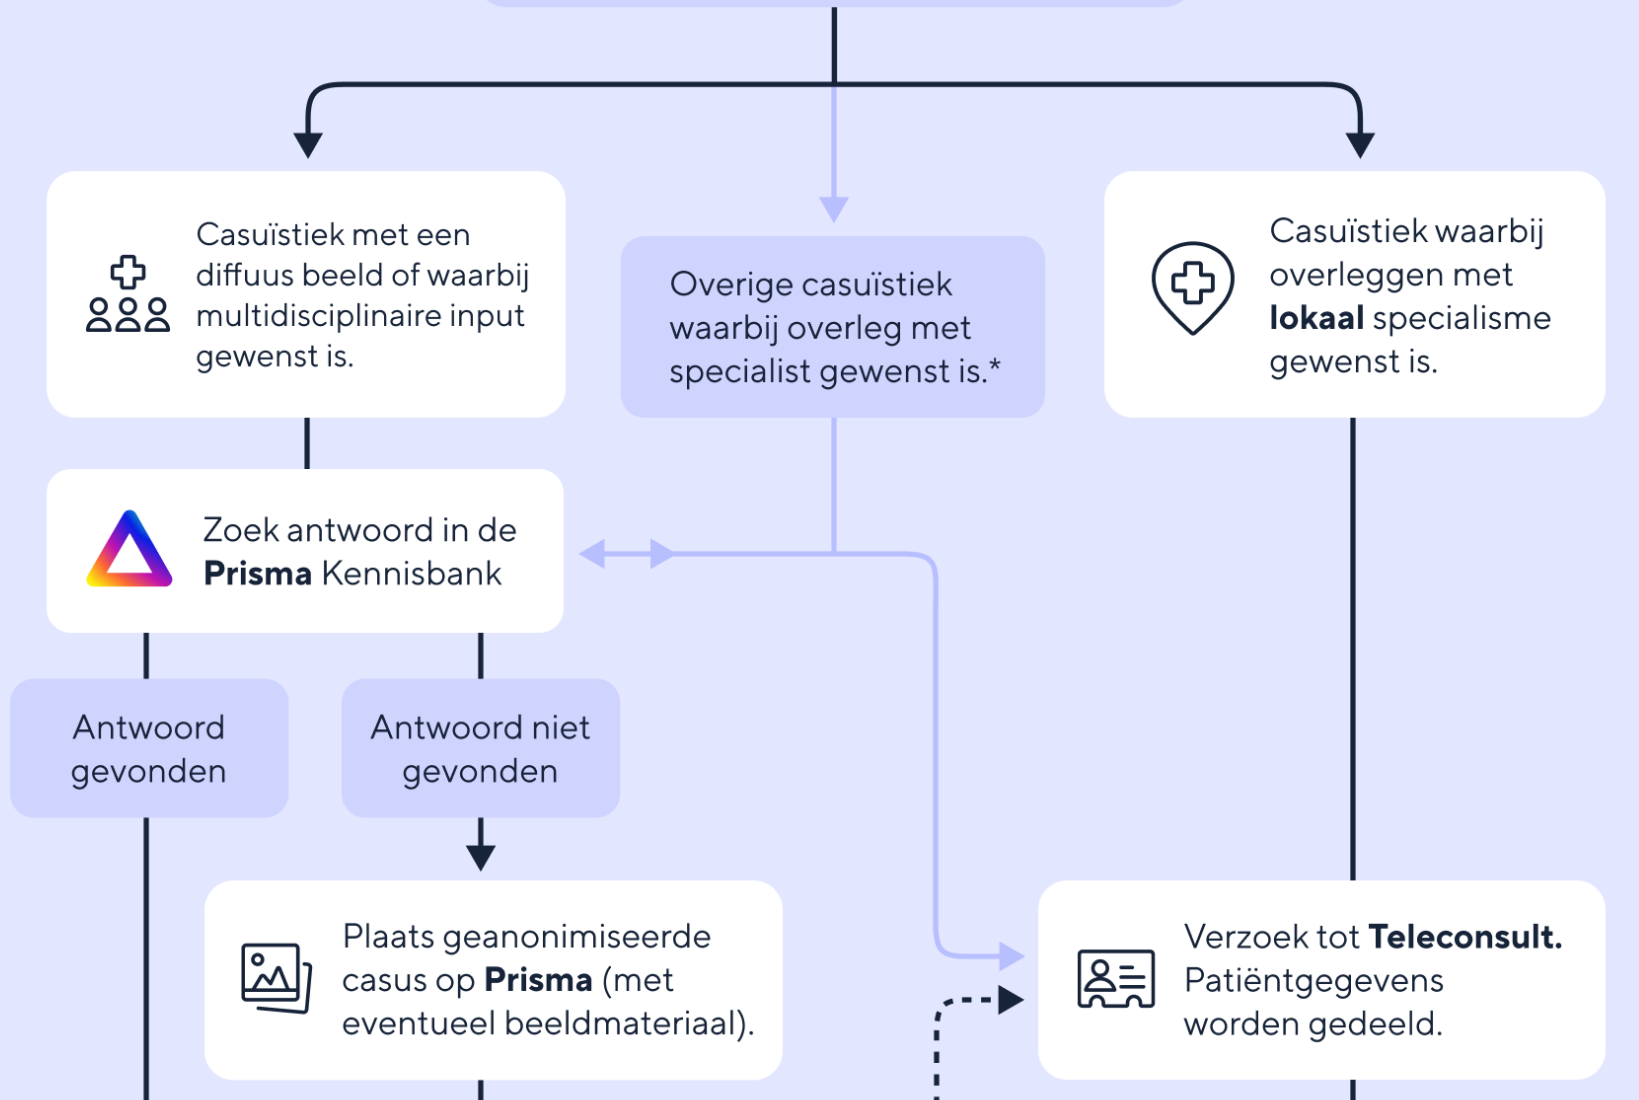 Casuïstiek met een
diffuus beeld of waarbij
multidisciplinaire input
gewenst is.
Overige casuïstiek
waarbij overleg met
specialist gewenst is.*
Casuïstiek waarbij
overleggen met
lokaal specialisme
gewenst is.
Zoek antwoord in de
Prisma Kennisbank
Antwoord
gevonden
Antwoord niet
gevonden
Plaats geanonimiseerde
casus op Prisma (met
eventueel beeldmateriaal).
Verzoek tot Teleconsult.
Patiëntgegevens
worden gedeeld.